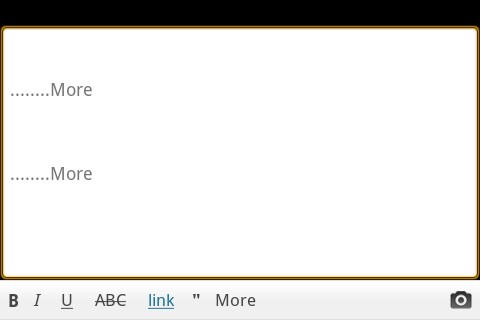 ........More
........More
B I U ABC link " More